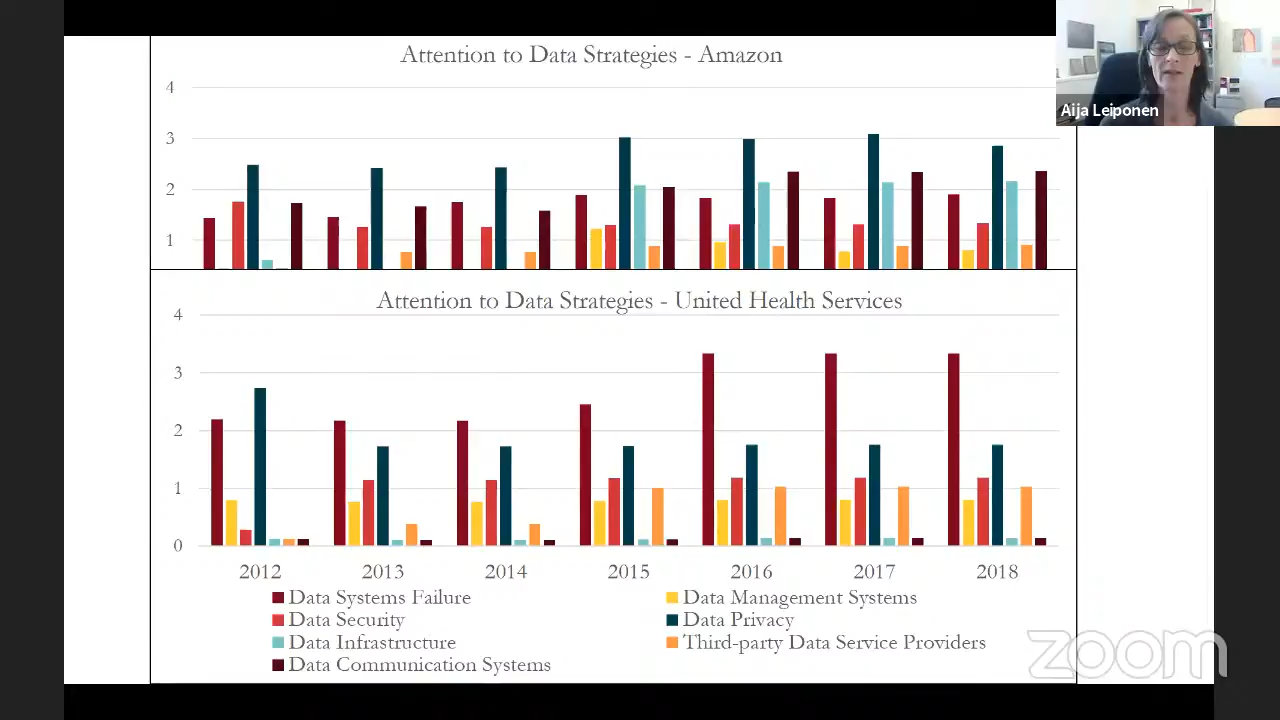 Attention to Data Strategies - Amazon
4
3
2
1
Aija Leiponen
Attention to Data Strategies - United Health Services
4
3
2
1
0
2012 2013 2014 2015 2016 2017 2018
Data Systems Failure Data Management Systems
Data Security Data Privacy
Data Infrastructure Third-party Data Service Providers
Data Communication Systems
zoom